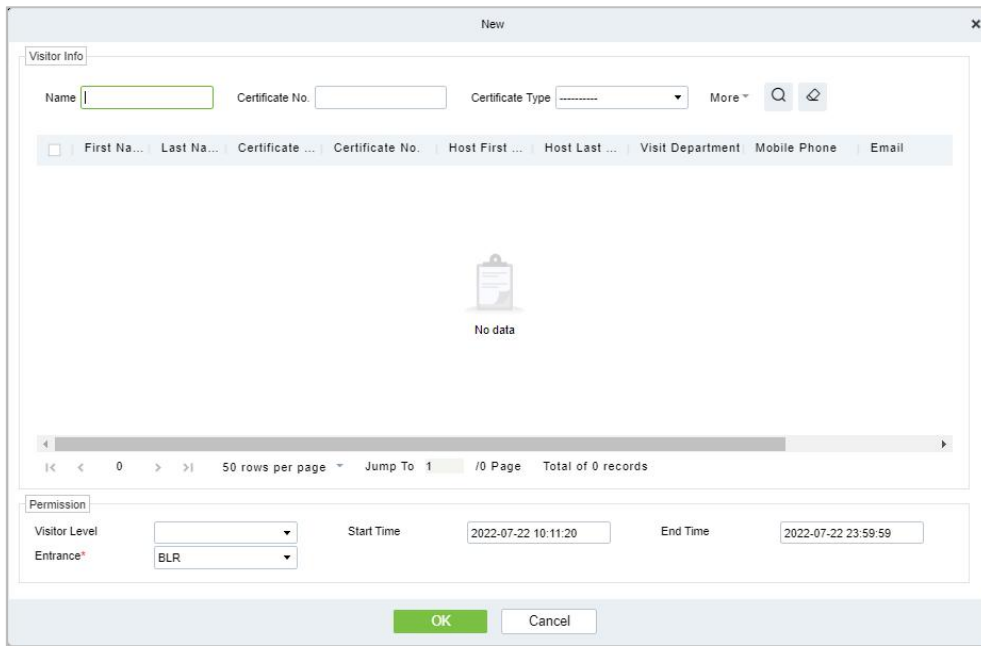 New
Visitor Info
Name Certificate No. Certificate Type ---------- More
First Na... Last Na... Certificate ... Certificate No. Host First ... Host Last ... Visit Department Mobile Phone Email
No data
0 50 rows per page Jump To 1 /0 Page Total of 0 records
Permission
Visitor Level Start Time 2022-07-22 10:11:20 End Time 2022-07-22 23:59:59
Entrance* BLR
OK Cancel